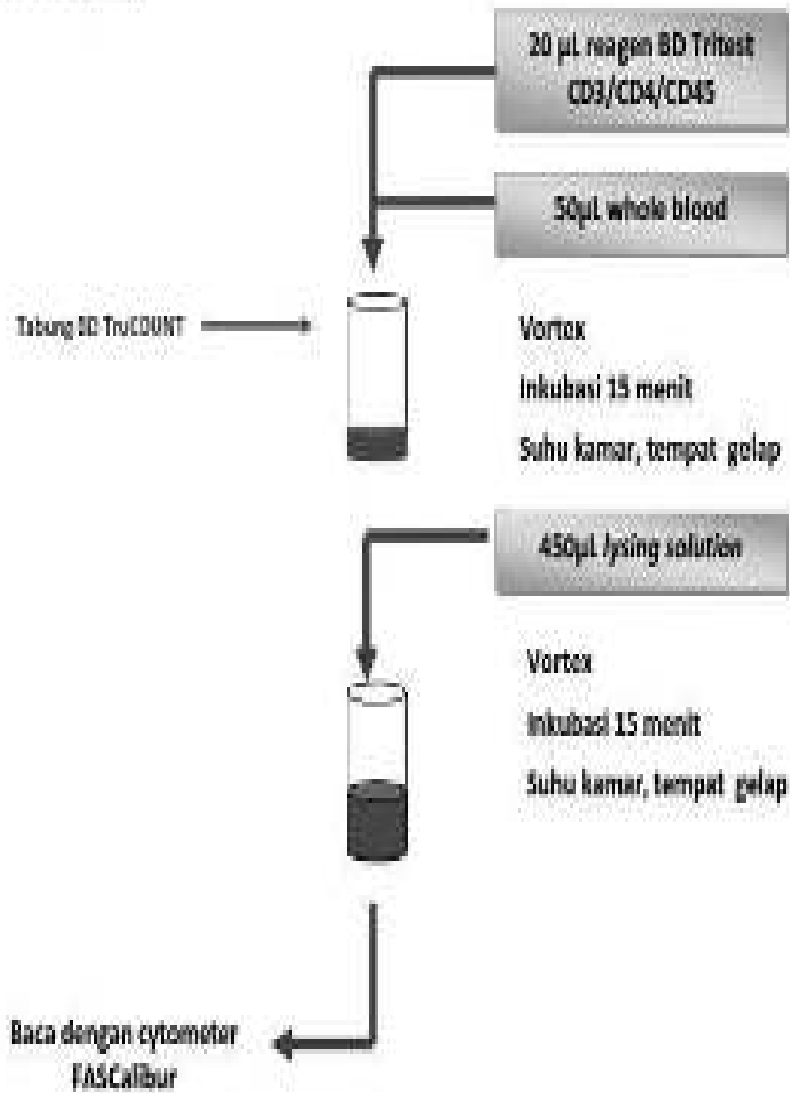 20 µL reagen BD Tritest
CD3/CD4/CD45
50µL whole blood
Tabung BD TruCOUNT
Vortex
Inkubasi 15 menit
Suhu kamar, tempat gelap
450µL lysing solution
Vortex
Inkubasi 15 menit
Suhu kamar, tempat gelap
Baca dengan cytometer
FASCalibur